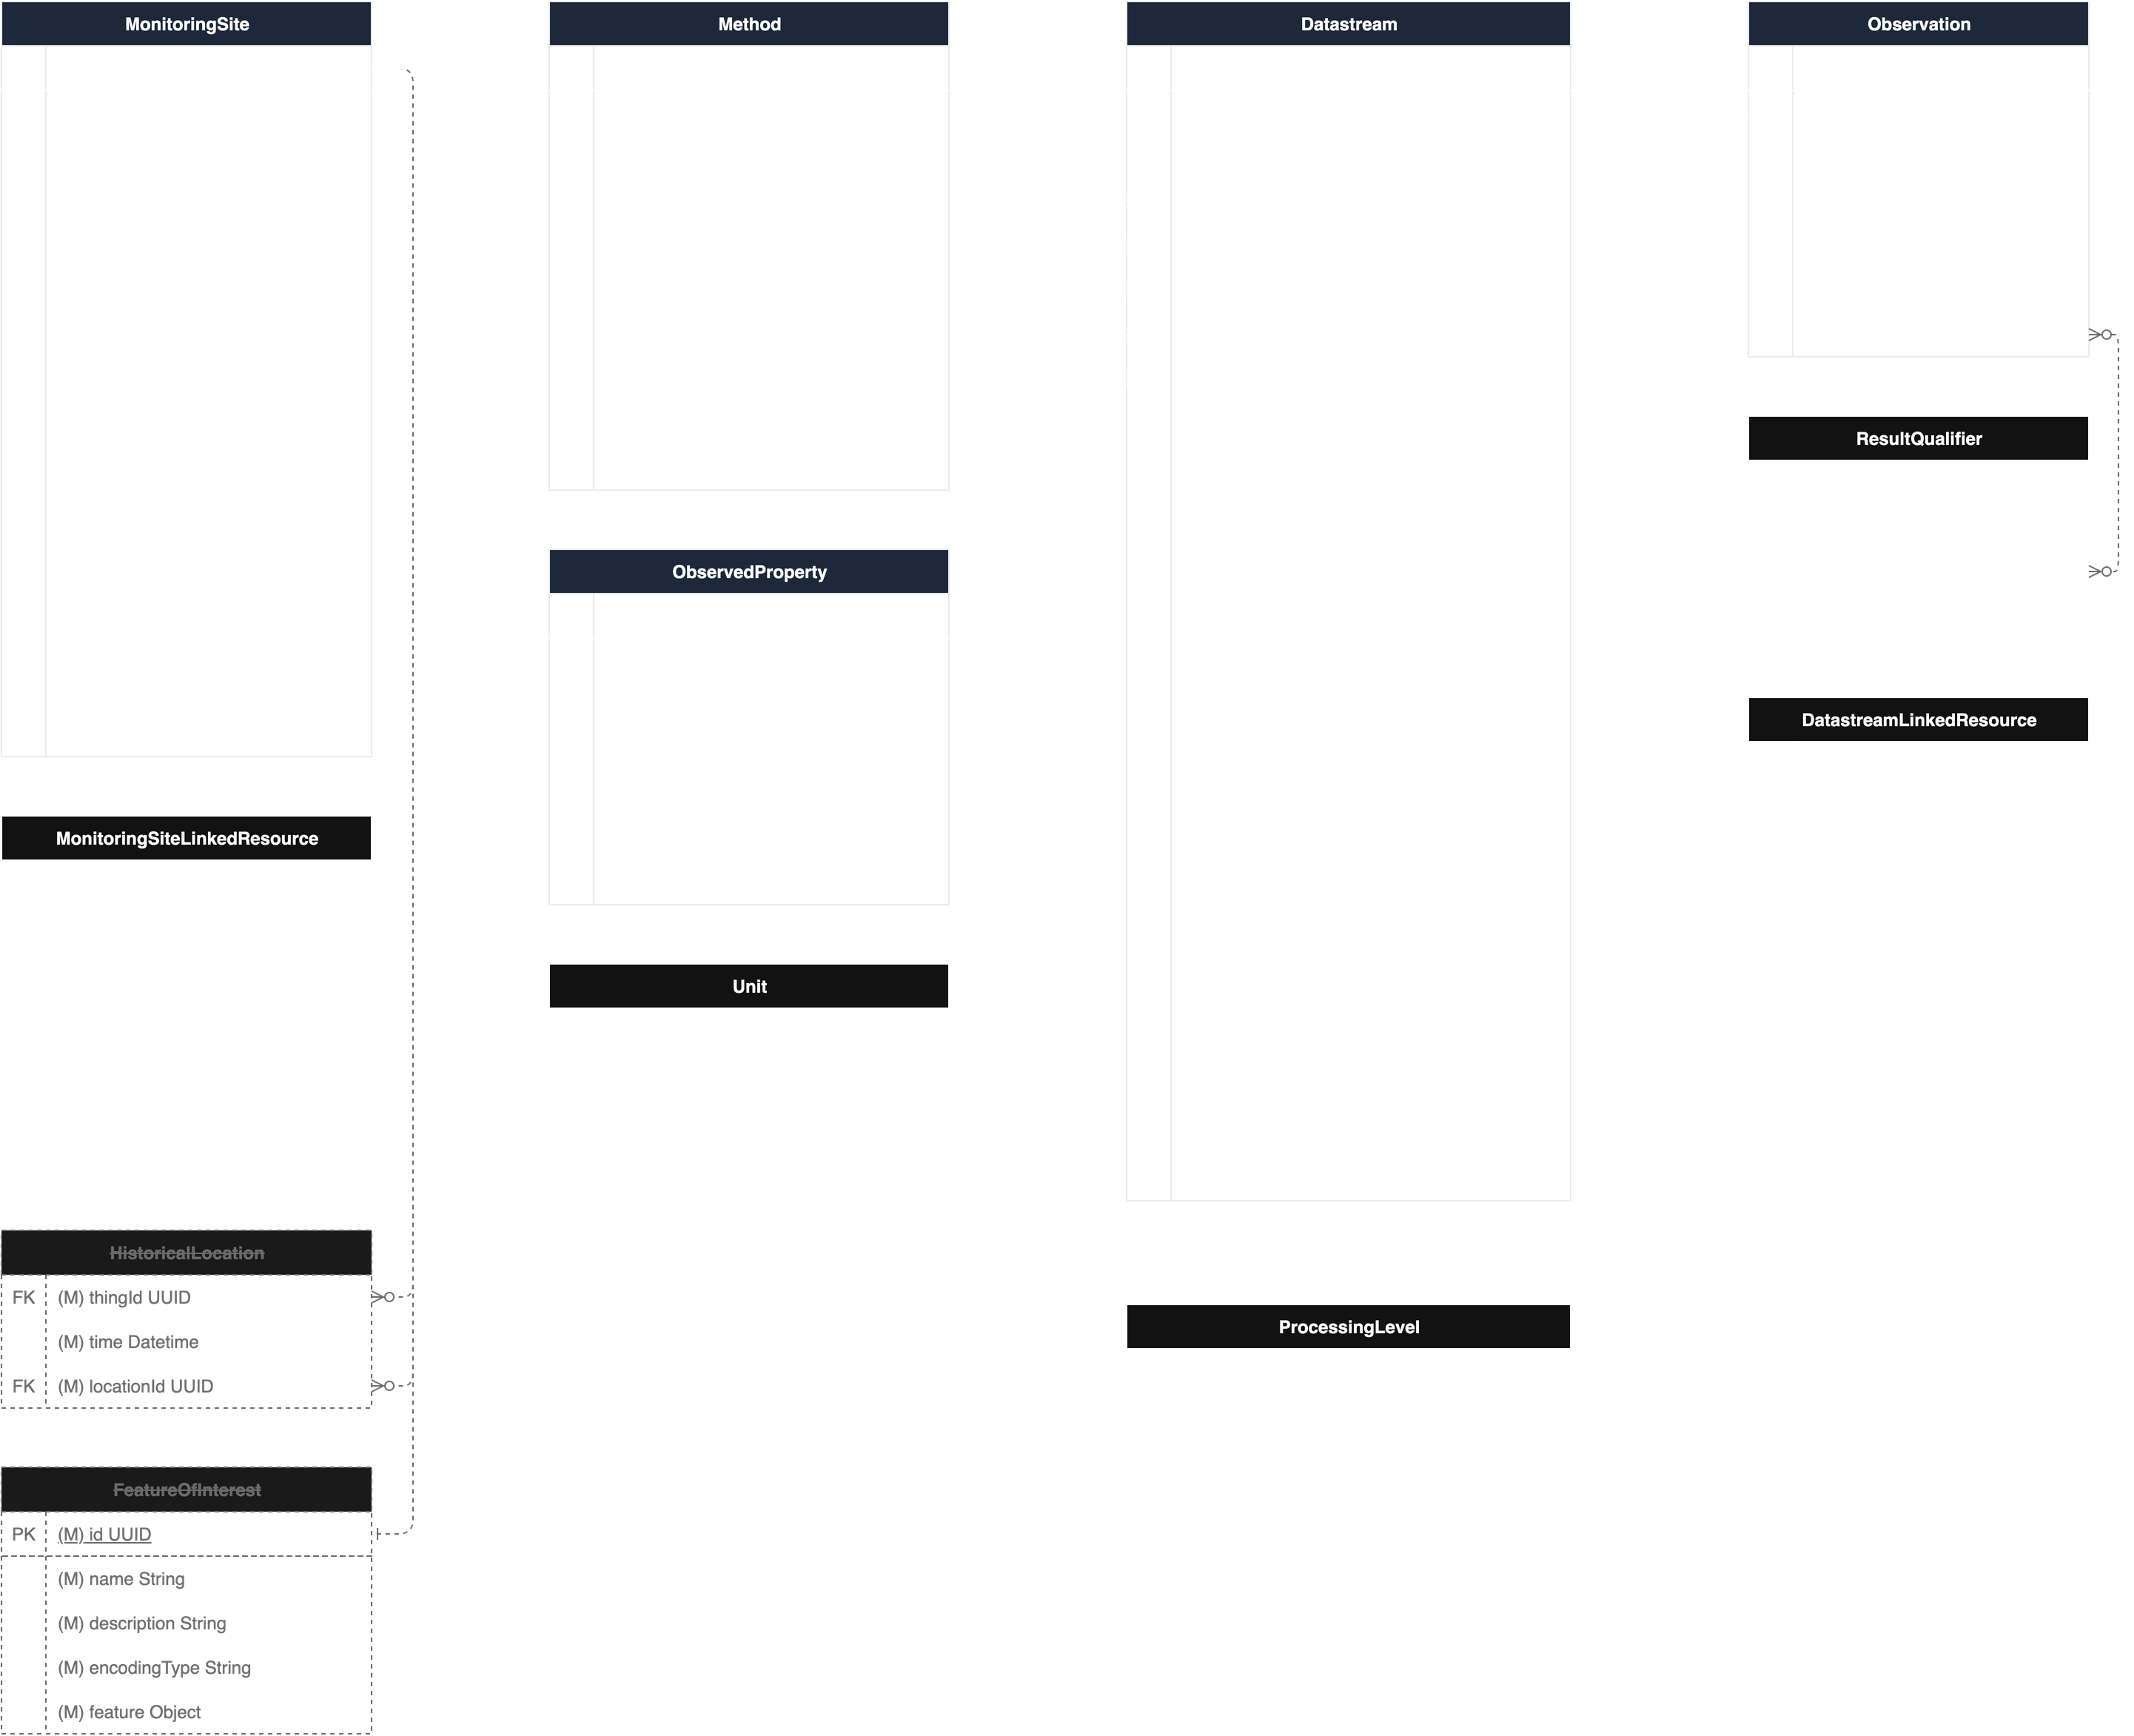 MonitoringSite
Method
Datastream
Observation
ResultQualifier
ObservedProperty
DatastreamLinkedResource
MonitoringSiteLinkedResource
Unit
HistoricalLocation
FK (M) thingId UUID
(M) time Datetime
FK (M) locationId UUID
ProcessingLevel
FeatureOfInterest
PK (M) id UUID
(M) name String
(M) description String
(M) encodingType String
(M) feature Object